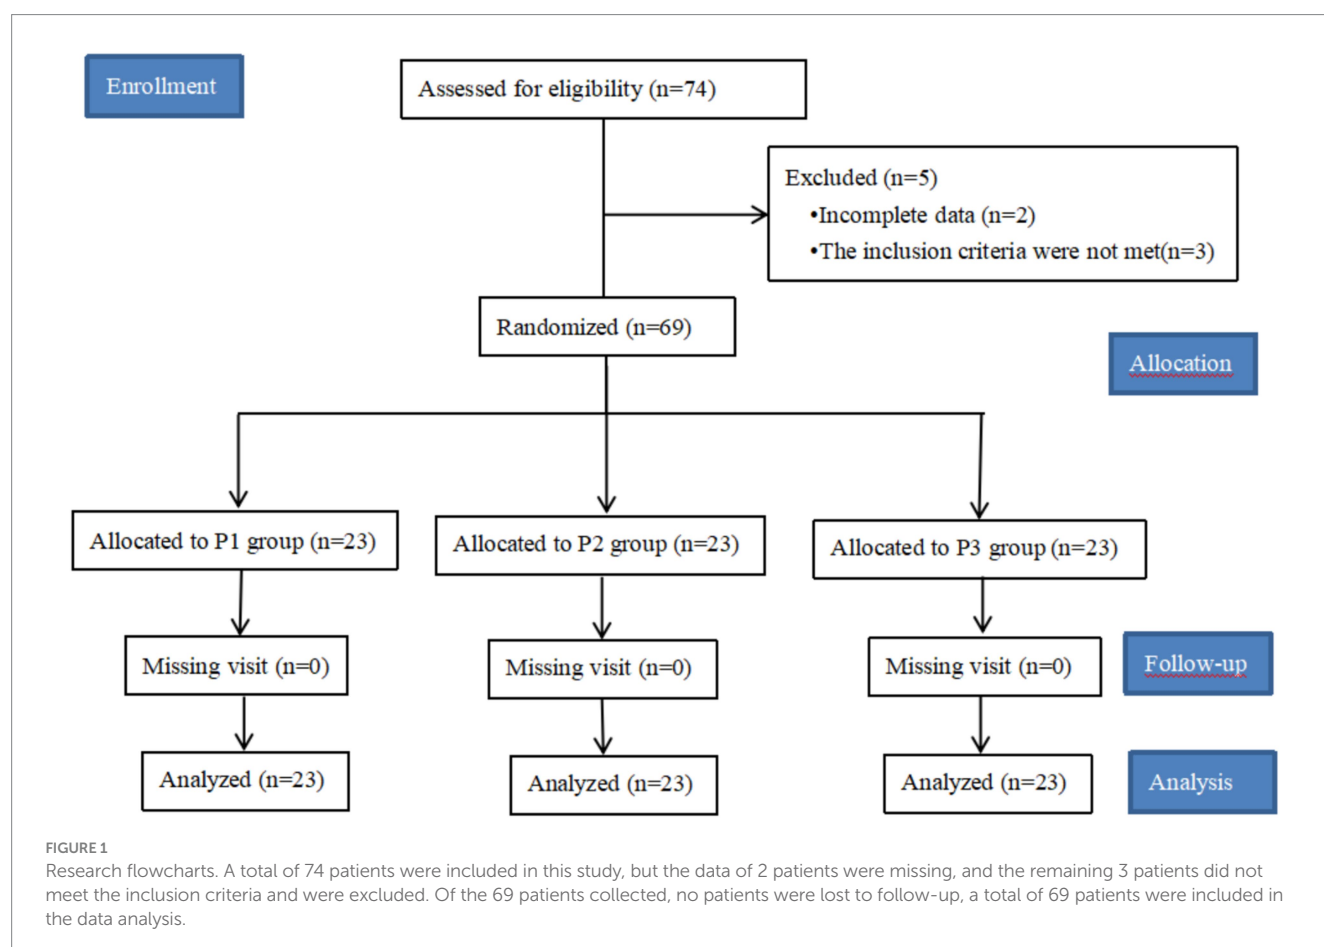 Enrollment
Assessed for eligibility (n=74)
Excluded (n=5)
•Incomplete data (n=2)
•The inclusion criteria were not met(n=3)
Randomized (n=69)
Allocation
Allocated to P1 group (n=23)
Allocated to P2 group (n=23)
Allocated to P3 group (n=23)
Missing visit (n=0)
Missing visit (n=0)
Missing visit (n=0)
Follow-up
Analyzed (n=23)
Analyzed (n=23)
Analyzed (n=23)
Analysis
FIGURE 1
Research flowcharts. A total of 74 patients were included in this study, but the data of 2 patients were missing, and the remaining 3 patients did not
meet the inclusion criteria and were excluded. Of the 69 patients collected, no patients were lost to follow-up, a total of 69 patients were included in
the data analysis.